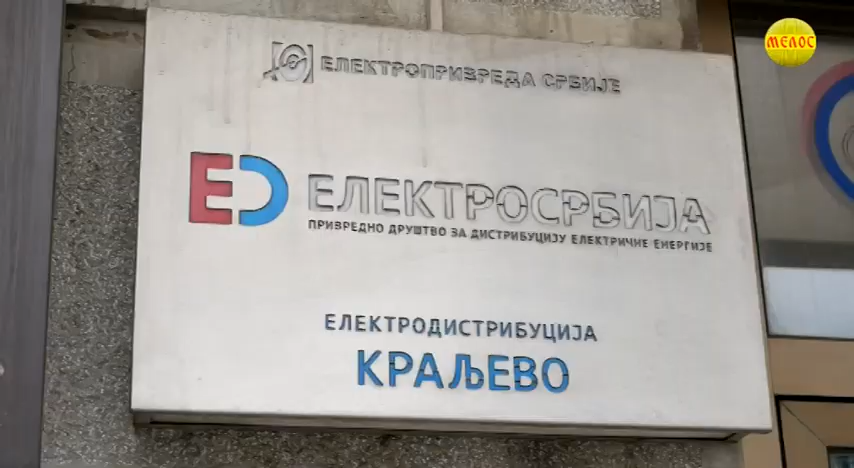 МЕЛОС
ЕЛЕКТРОПРИВРЕДА СРБИЈЕ
ЕЛЕКТРОСРБИЈА
ПРИВРЕДНО ДРУШТВО ЗА ДИСТРИБУЦИЈУ ЕЛЕКТРИЧНЕ ЕНЕРГИЈЕ
ЕЛЕКТРОДИСТРИБУЦИЈА
КРАЉЕВО